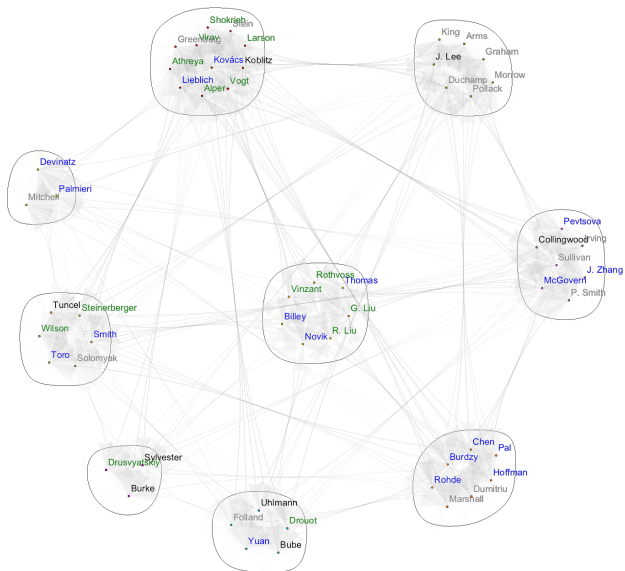 Shokrieh
Stein
Viray
Greenberg
Larson
Kovács
Koblitz
Athreya
Lieblich
Alper
Vogt
King
Arms
J. Lee
Graham
Duchamp
Morrow
Pollack
Devinatz
Palmieri
Mitchell
Pevtsova
Irving
Collingwood
Sullivan
J. Zhang
McGovern
P. Smith
Rothvoss
Thomas
Vinzant
G. Liu
Billey
Novik
R. Liu
Tuncel
Steinerberger
Wilson
Smith
Toro
Solomyak
Sylvester
Drusvyatskiy
Burke
Chen
Pal
Burdzy
Hoffman
Rohde
Dumitriu
Marshall
Uhlmann
Folland
Drouot
Yuan
Bube